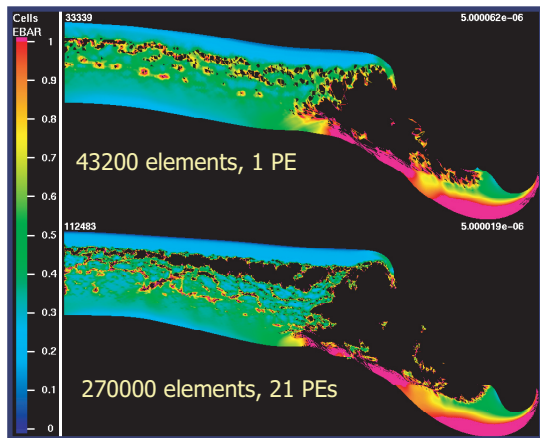 Cells
EBAR
1
0.9
0.8
0.7
0.6
0.5
0.4
0.3
0.2
0.1
0
33339
5.000062e-06
43200 elements, 1 PE
112483
5.000019e-06
270000 elements, 21 PEs